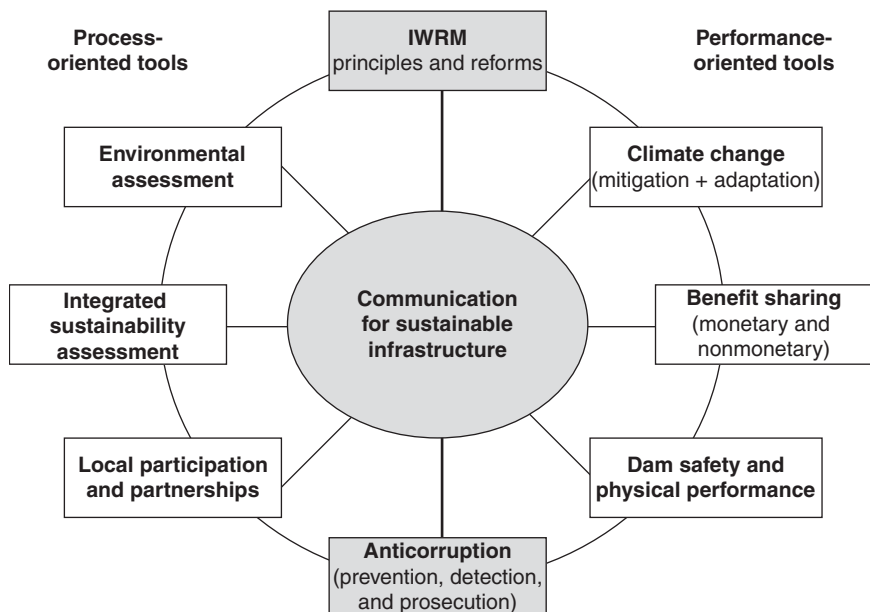 Process-
oriented tools
IWRM
principles and reforms
Performance-
oriented tools
Environmental
assessment
Climate change
(mitigation + adaptation)
Integrated
sustainability
assessment
Communication
for sustainable
infrastructure
Benefit sharing
(monetary and
nonmonetary)
Local participation
and partnerships
Dam safety and
physical performance
Anticorruption
(prevention, detection,
and prosecution)